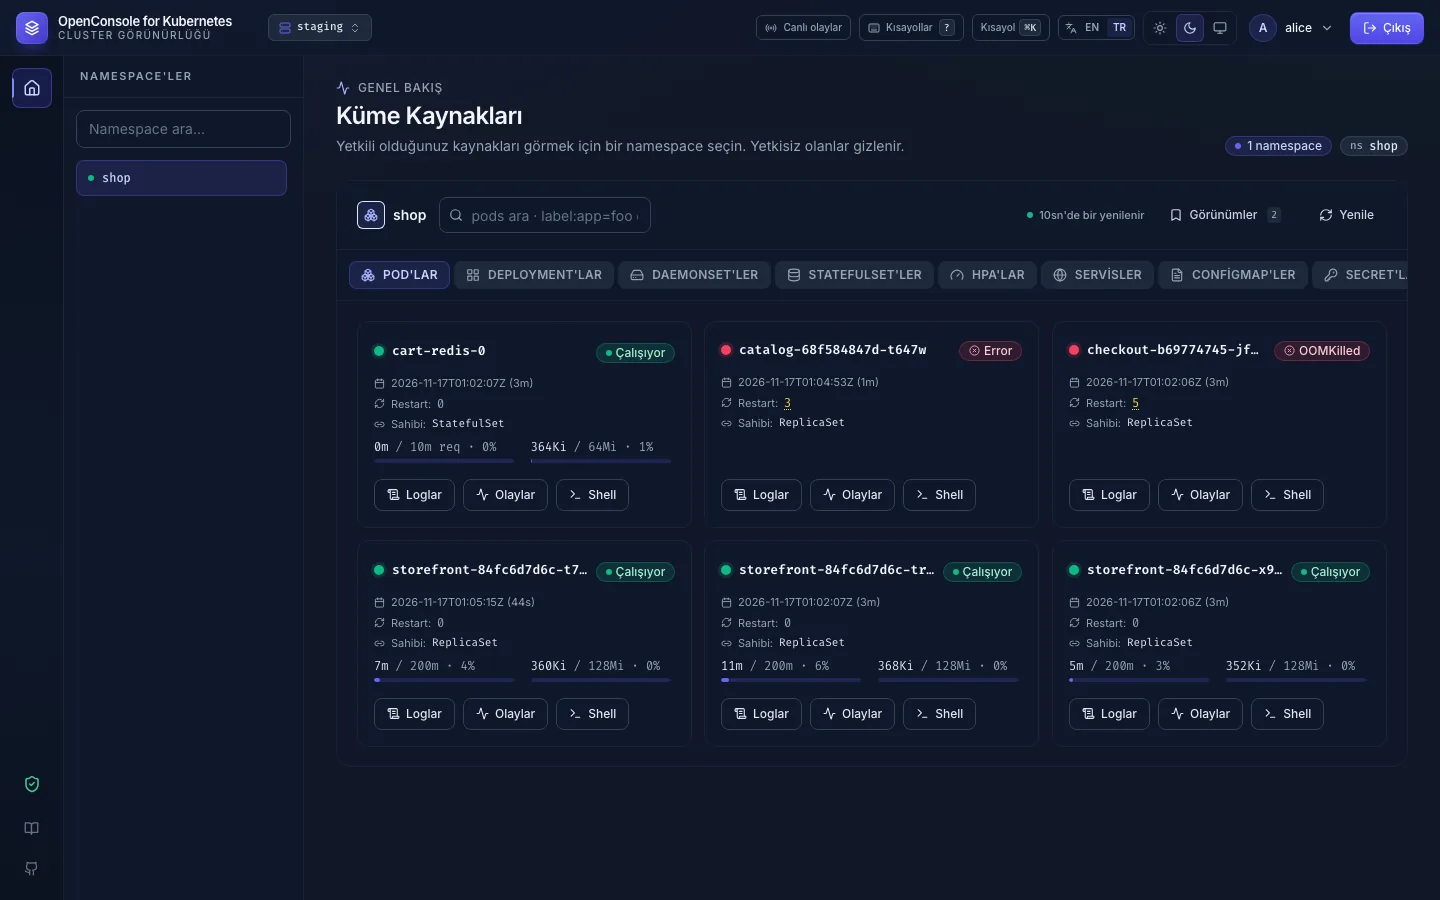 OpenConsole for Kubernetes
CLUSTER GÖRÜNÜRLÜĞÜ
staging
Canlı olaylar
Kısayollar ?
Kısayol ⌘K
EN TR
A alice
Çıkış
NAMESPACE'LER
Namespace ara...
shop
GENEL BAKIŞ
Küme Kaynakları
Yetkili olduğunuz kaynakları görmek için bir namespace seçin. Yetkisiz olanlar gizlenir.
1 namespace
ns shop
shop
pods ara · label:app=foo
10sn'de bir yenilenir
Görünümler 2
Yenile
POD'LAR
DEPLOYMENT'LAR
DAEMONSET'LER
STATEFULSET'LER
HPA'LAR
SERVİSLER
CONFİGMAP'LER
SECRET'L
cart-redis-0
Çalışıyor
2026-11-17T01:02:07Z (3m)
Restart: 0
Sahibi: StatefulSet
0m / 10m req · 0%
364Ki / 64Mi · 1%
Loglar
Olaylar
Shell
catalog-68f584847d-t647w
Error
2026-11-17T01:04:53Z (1m)
Restart: 3
Sahibi: ReplicaSet
Loglar
Olaylar
Shell
checkout-b69774745-jf…
OOMKilled
2026-11-17T01:02:06Z (3m)
Restart: 5
Sahibi: ReplicaSet
Loglar
Olaylar
Shell
storefront-84fc6d7d6c-t7…
Çalışıyor
2026-11-17T01:05:15Z (44s)
Restart: 0
Sahibi: ReplicaSet
7m / 200m · 4%
360Ki / 128Mi · 0%
Loglar
Olaylar
Shell
storefront-84fc6d7d6c-tr…
Çalışıyor
2026-11-17T01:02:07Z (3m)
Restart: 0
Sahibi: ReplicaSet
11m / 200m · 6%
368Ki / 128Mi · 0%
Loglar
Olaylar
Shell
storefront-84fc6d7d6c-x9…
Çalışıyor
2026-11-17T01:02:06Z (3m)
Restart: 0
Sahibi: ReplicaSet
5m / 200m · 3%
352Ki / 128Mi · 0%
Loglar
Olaylar
Shell